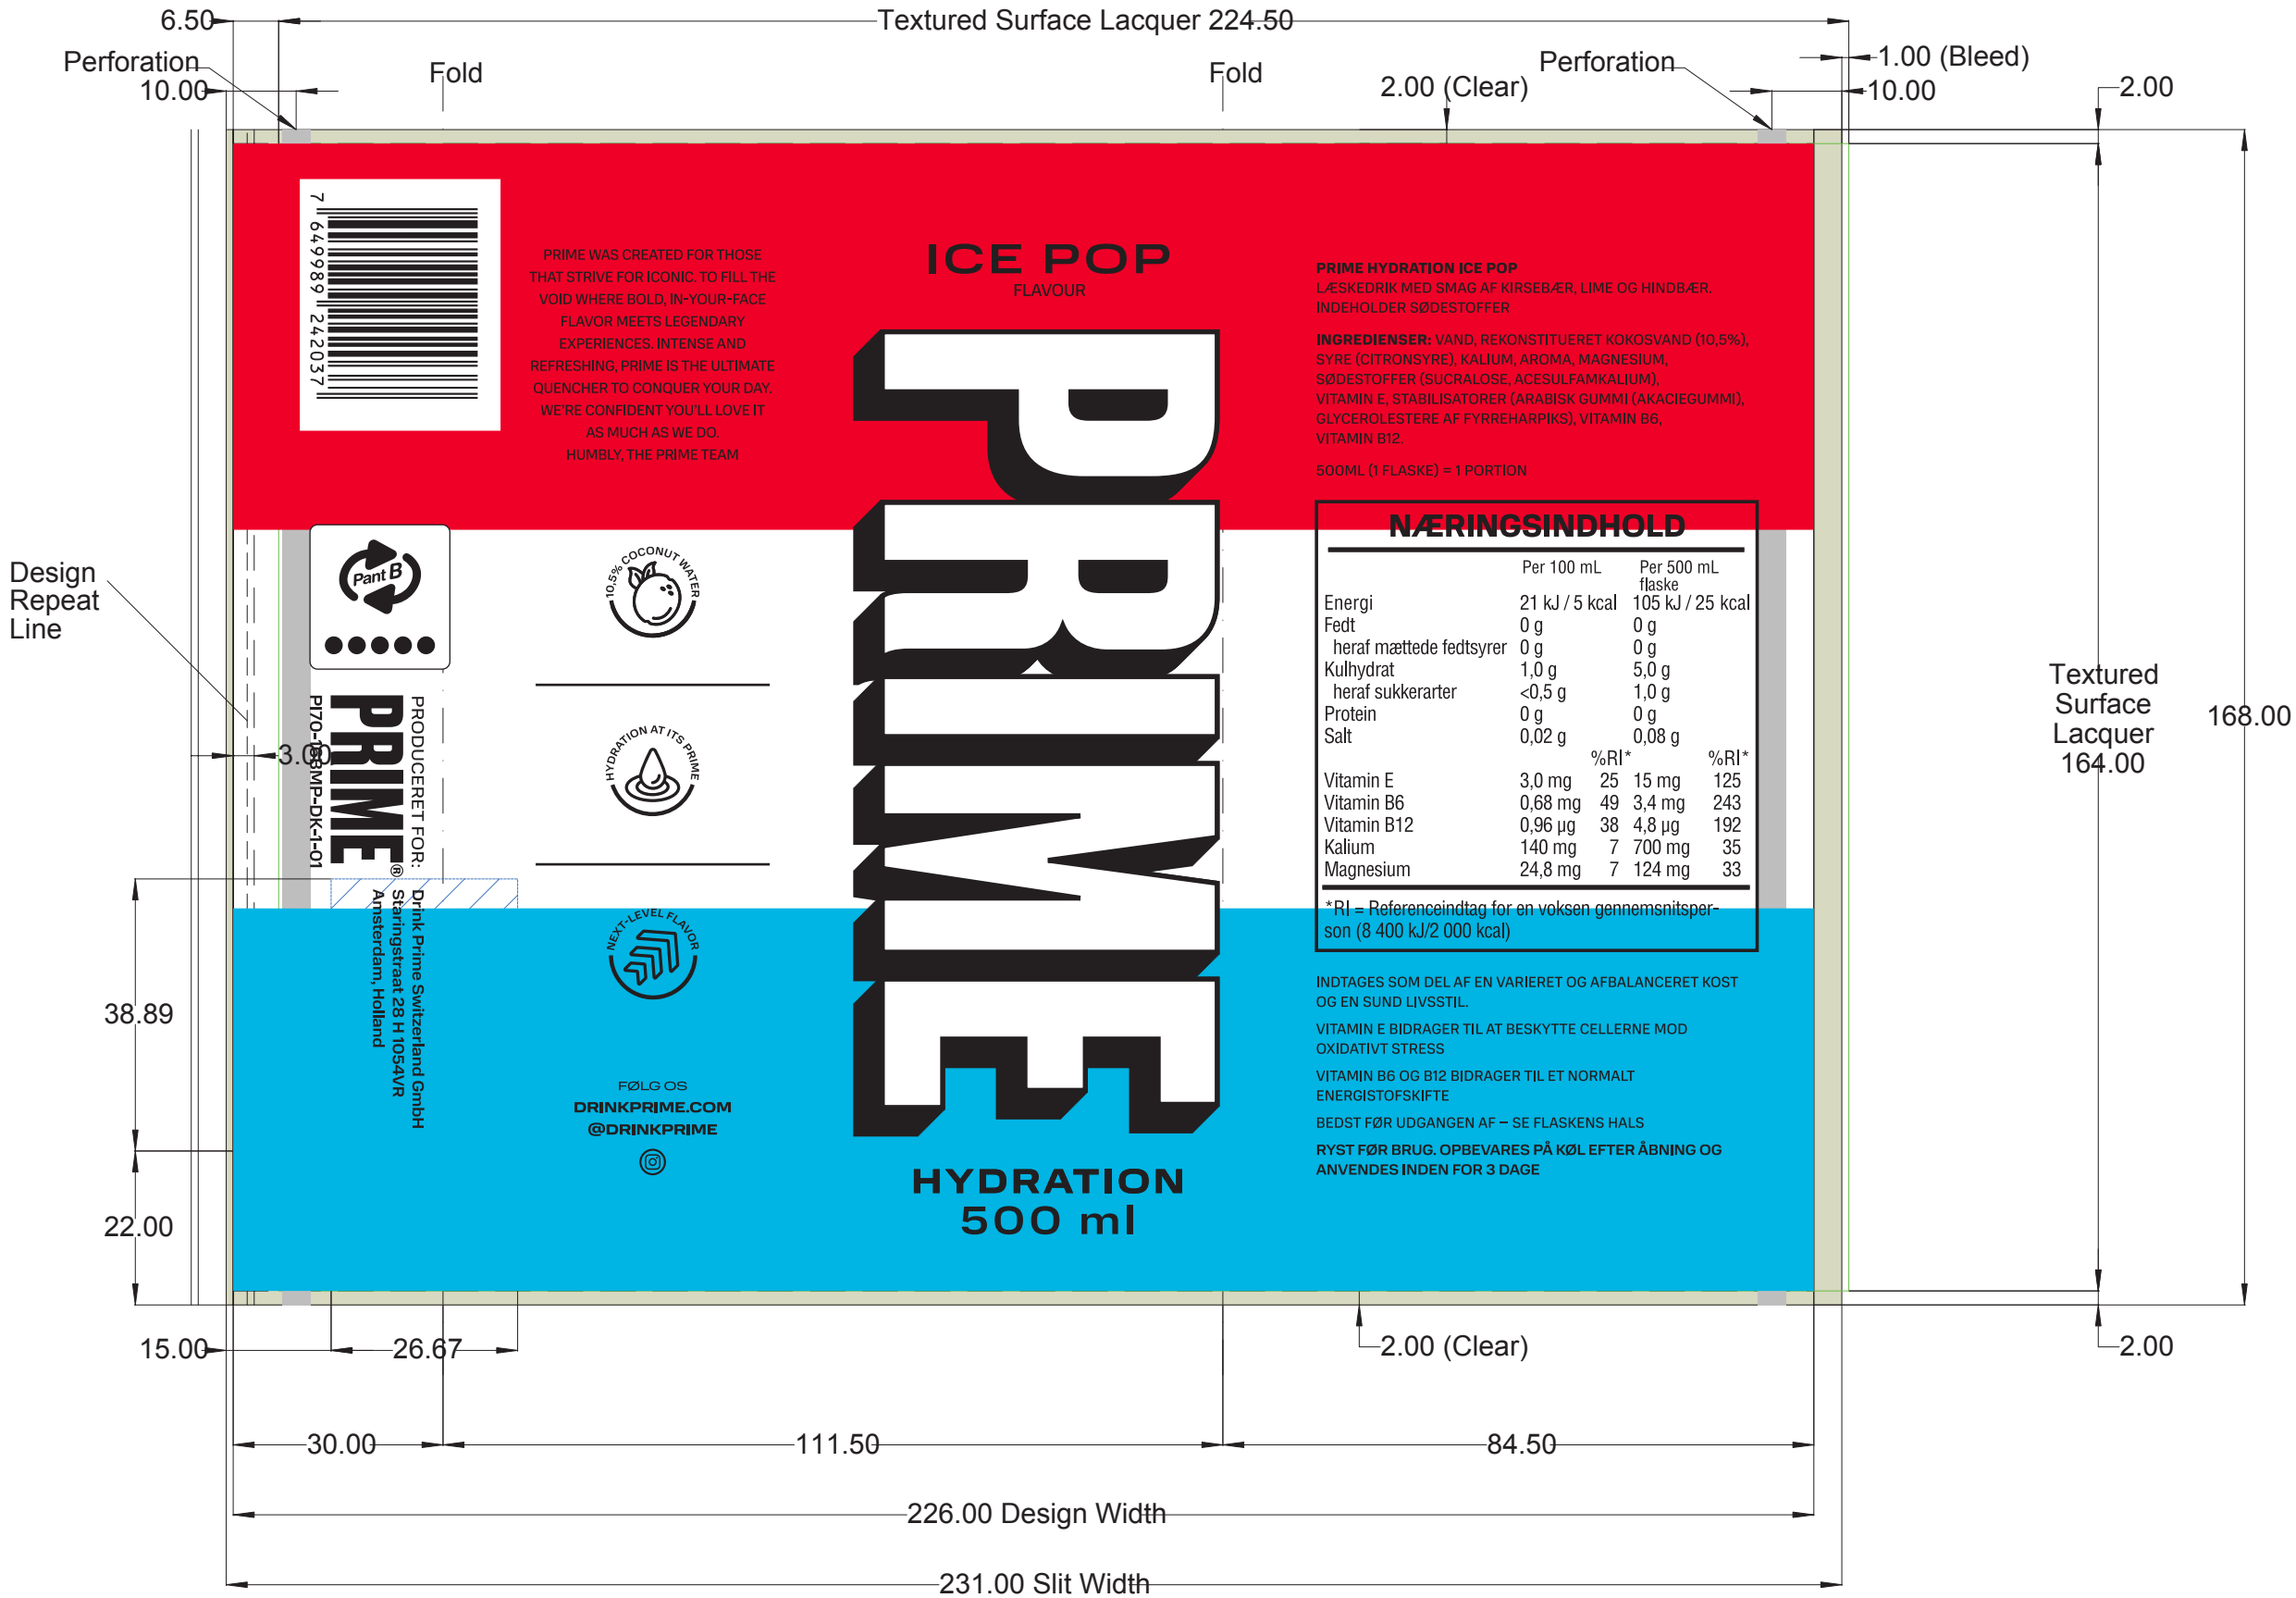 6.50
Textured Surface Lacquer 224.50
Perforation
10.00
Fold
Fold
2.00 (Clear)
Perforation
1.00 (Bleed)
10.00
2.00
7 649989 242037
PRIME WAS CREATED FOR THOSE
THAT STRIVE FOR ICONIC. TO FILL THE
VOID WHERE BOLD, IN-YOUR-FACE
FLAVOR MEETS LEGENDARY
EXPERIENCES. INTENSE AND
REFRESHING, PRIME IS THE ULTIMATE
QUENCHER TO CONQUER YOUR DAY.
WE'RE CONFIDENT YOU'LL LOVE IT
AS MUCH AS WE DO.
HUMBLY, THE PRIME TEAM
ICE POP
FLAVOUR
PRIME
HYDRATION
500 ml
PRIME HYDRATION ICE POP
LÆSKEDRIK MED SMAG AF KIRSEBÆR, LIME OG HINDBÆR.
INDEHOLDER SØDESTOFFER
INGREDIENSER: VAND, REKONSTITUERET KOKOSVAND (10,5%),
SYRE (CITRONSYRE), KALIUM, AROMA, MAGNESIUM,
SØDESTOFFER (SUCRALOSE, ACESULFAMKALIUM),
VITAMIN E, STABILISATORER (ARABISK GUMMI (AKACIEGUMMI),
GLYCEROLESTERE AF FYRREHARPIKS), VITAMIN B6,
VITAMIN B12.
500ML (1 FLASKE) = 1 PORTION
NÆRINGSINDHOLD
Per 100 mL Per 500 mL
flaske
Energi 21 kJ / 5 kcal 105 kJ / 25 kcal
Fedt 0 g 0 g
heraf mættede fedtsyrer 0 g 0 g
Kulhydrat 1,0 g 5,0 g
heraf sukkerarter <0,5 g 1,0 g
Protein 0 g 0 g
Salt 0,02 g 0,08 g
%RI* %RI*
Vitamin E 3,0 mg 25 15 mg 125
Vitamin B6 0,68 mg 49 3,4 mg 243
Vitamin B12 0,96 µg 38 4,8 µg 192
Kalium 140 mg 7 700 mg 35
Magnesium 24,8 mg 7 124 mg 33
*RI = Referenceindtag for en voksen gennemsnitsper-
son (8 400 kJ/2 000 kcal)
INDTAGES SOM DEL AF EN VARIERET OG AFBALANCERET KOST
OG EN SUND LIVSSTIL.
VITAMIN E BIDRAGER TIL AT BESKYTTE CELLERNE MOD
OXIDATIVT STRESS
VITAMIN B6 OG B12 BIDRAGER TIL ET NORMALT
ENERGISTOFSKIFTE
BEDST FØR UDGANGEN AF – SE FLASKENS HALS
RYST FØR BRUG. OPBEVARES PÅ KØL EFTER ÅBNING OG
ANVENDES INDEN FOR 3 DAGE
Pant B
10,5% COCONUT WATER
HYDRATION AT ITS PRIME
NEXT-LEVEL FLAVOR
FØLG OS
DRINKPRIME.COM
@DRINKPRIME
PRODUCERET FOR:
PRIME®
Drink Prime Switzerland GmbH
Staringstraat 28 H 1054VR
Amsterdam, Holland
PI70-168MP-DK-1-01
Design
Repeat
Line
3.00
38.89
22.00
Textured
Surface
Lacquer
164.00
168.00
15.00
26.67
2.00 (Clear)
2.00
30.00
111.50
84.50
226.00 Design Width
231.00 Slit Width